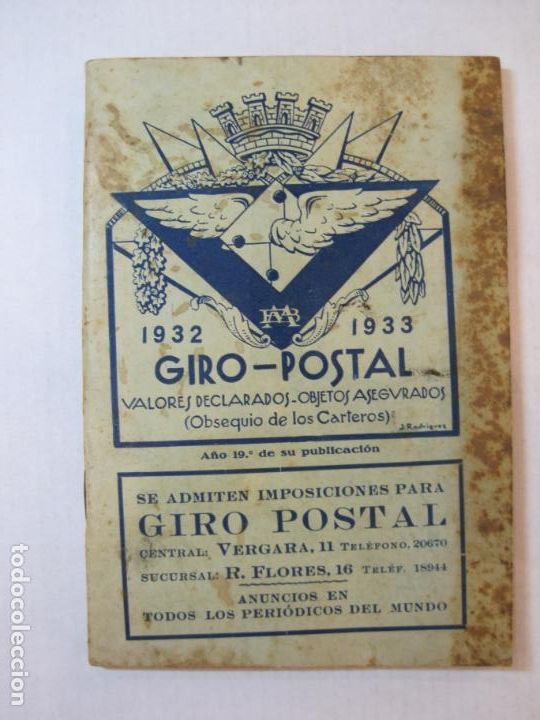 1932 1933
GIRO-POSTAL
VALORES DECLARADOS-OBJETOS ASEGVRADOS
(Obsequio de los Carteros)
J. Rodriguez
Año 19.º de su publicación
SE ADMITEN IMPOSICIONES PARA
GIRO POSTAL
CENTRAL: VERGARA, 11 TELÉFONO, 20670
SUCURSAL: R. FLORES, 16 TELÉF. 18944
ANUNCIOS EN
TODOS LOS PERIÓDICOS DEL MUNDO
todocoleccion